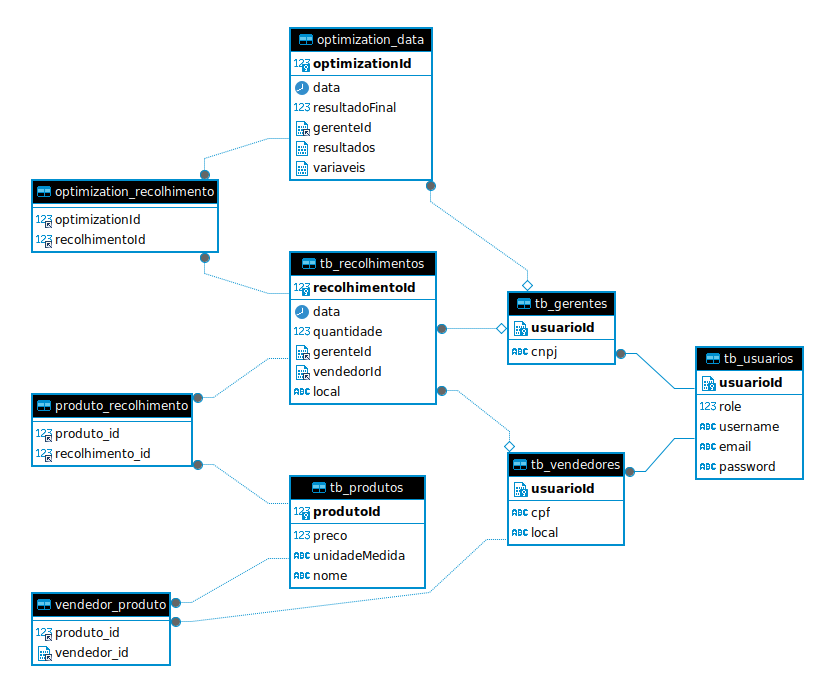 optimization_data
123 optimizationId
data
123 resultadoFinal
gerenteId
resultados
variaveis
optimization_recolhimento
123 optimizationId
123 recolhimentoId
tb_recolhimentos
123 recolhimentoId
data
123 quantidade
gerenteId
vendedorId
ABC local
tb_gerentes
usuarioId
ABC cnpj
tb_usuarios
usuarioId
123 role
ABC username
ABC email
ABC password
produto_recolhimento
123 produto_id
123 recolhimento_id
tb_vendedores
usuarioId
ABC cpf
ABC local
tb_produtos
123 produtoId
123 preco
ABC unidadeMedida
ABC nome
vendedor_produto
123 produto_id
vendedor_id